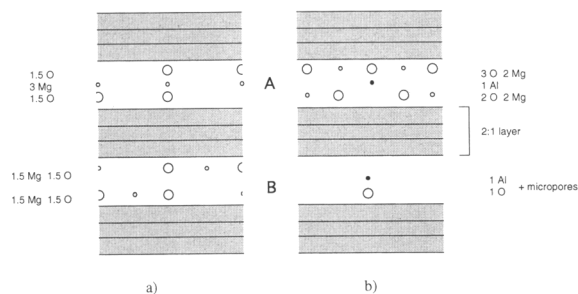 1.5 O
3 Mg
1.5 O
A
3 O 2 Mg
1 Al
2 O 2 Mg
2:1 layer
1.5 Mg 1.5 O
1.5 Mg 1.5 O
B
1 Al
1 O
+ micropores
a)
b)